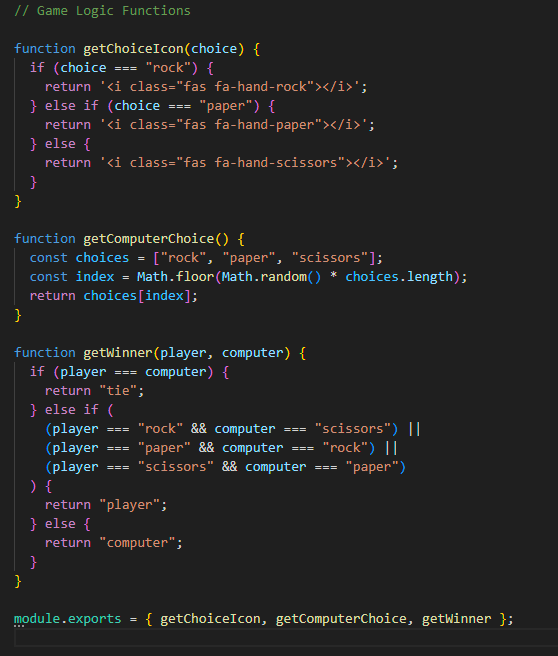 // Game Logic Functions

function getChoiceIcon(choice) {
  if (choice === "rock") {
    return '<i class="fas fa-hand-rock"></i>';
  } else if (choice === "paper") {
    return '<i class="fas fa-hand-paper"></i>';
  } else {
    return '<i class="fas fa-hand-scissors"></i>';
  }
}

function getComputerChoice() {
  const choices = ["rock", "paper", "scissors"];
  const index = Math.floor(Math.random() * choices.length);
  return choices[index];
}

function getWinner(player, computer) {
  if (player === computer) {
    return "tie";
  } else if (
    (player === "rock" && computer === "scissors") ||
    (player === "paper" && computer === "rock") ||
    (player === "scissors" && computer === "paper")
  ) {
    return "player";
  } else {
    return "computer";
  }
}

module.exports = { getChoiceIcon, getComputerChoice, getWinner };